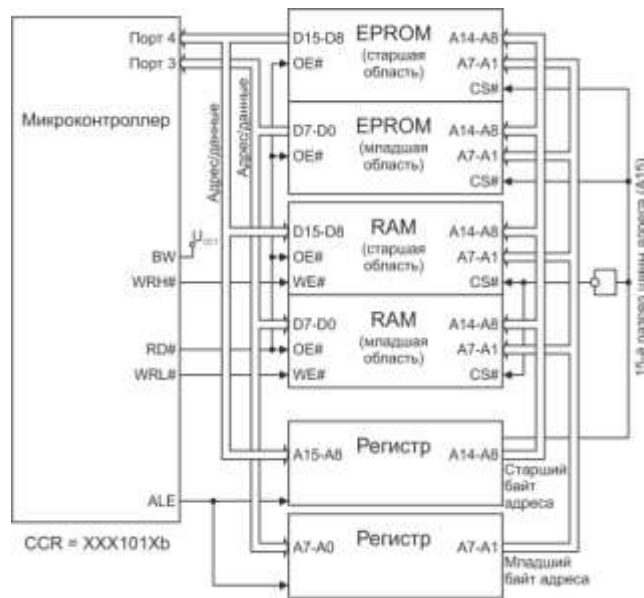 Порт 4
Порт 3
Микроконтроллер
BW
WRH#
RD#
WRL#
ALE
CCR = XXX101Xb
Адрес/данные
Адрес/данные
D15-D8
EPROM
A14-A8
(старшая
область)
OE#
A7-A1
CS#
D7-D0
EPROM
A14-A8
(младшая
область)
OE#
A7-A1
CS#
D15-D8
RAM
A14-A8
(старшая
область)
OE#
A7-A1
WE#
CS#
D7-D0
RAM
A14-A8
(младшая
область)
OE#
A7-A1
WE#
CS#
A15-A8
Регистр
A14-A8
Старший
байт
адреса
A7-A0
Регистр
A7-A1
Младший
байт адреса
15-й разряд шины адреса (A15)